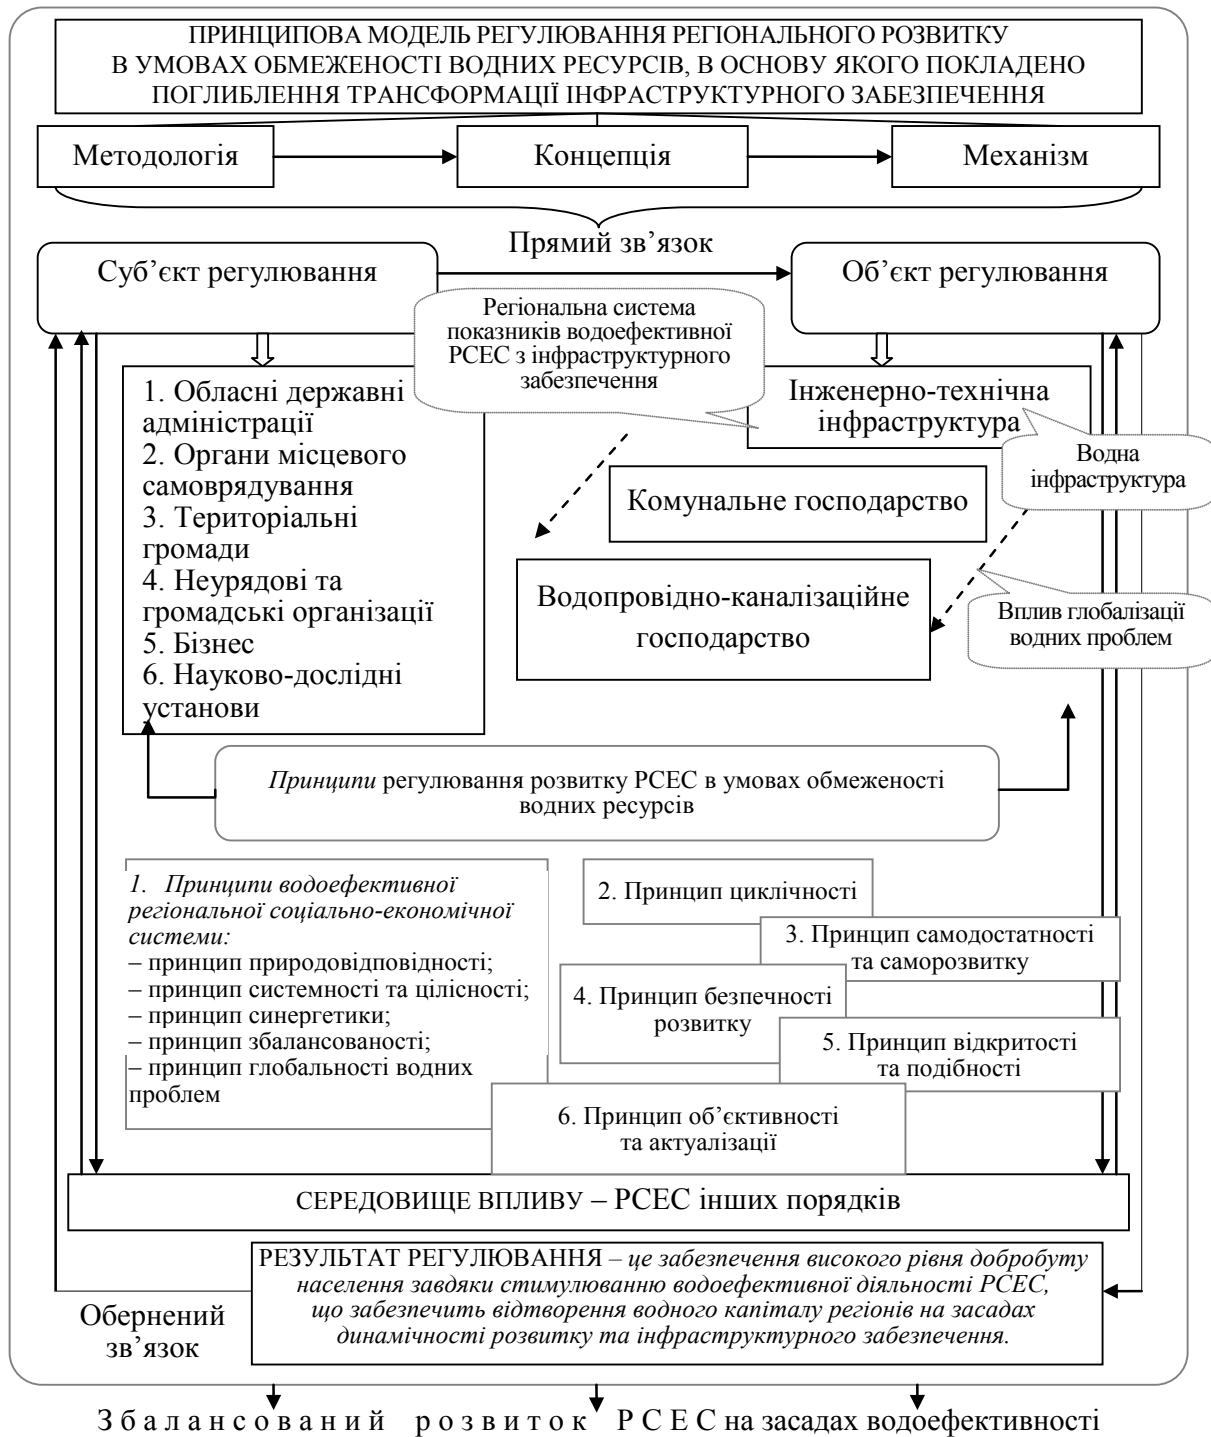 ПРИНЦИПОВА МОДЕЛЬ РЕГУЛЮВАННЯ РЕГІОНАЛЬНОГО РОЗВИТКУ
В УМОВАХ ОБМЕЖЕНОСТІ ВОДНИХ РЕСУРСІВ, В ОСНОВУ ЯКОГО ПОКЛАДЕНО
ПОГЛИБЛЕННЯ ТРАНСФОРМАЦІЇ ІНФРАСТРУКТУРНОГО ЗАБЕЗПЕЧЕННЯ
Методологія
Концепція
Механізм
Прямий зв’язок
Суб’єкт регулювання
Об’єкт регулювання
Регіональна система
показників водоефективної
РСЕС з інфраструктурного
забезпечення
1. Обласні державні
адміністрації
2. Органи місцевого
самоврядування
3. Територіальні
громади
4. Неурядові та
громадські організації
5. Бізнес
6. Науково-дослідні
установи
Інженерно-технічна
інфраструктура
Водна
інфраструктура
Комунальне господарство
Водопровідно-каналізаційне
господарство
Вплив глобалізації
водних проблем
Принципи регулювання розвитку РСЕС в умовах обмеженості
водних ресурсів
1. Принципи водоефективної
регіональної соціально-економічної
системи:
– принцип природовідповідності;
– принцип системності та цілісності;
– принцип синергетики;
– принцип збалансованості;
– принцип глобальності водних
проблем
2. Принцип циклічності
3. Принцип самодостатності
та саморозвитку
4. Принцип безпечності
розвитку
5. Принцип відкритості
та подібності
6. Принцип об’єктивності
та актуалізації
СЕРЕДОВИЩЕ ВПЛИВУ – РСЕС інших порядків
РЕЗУЛЬТАТ РЕГУЛЮВАННЯ – це забезпечення високого рівня добробуту
населення завдяки стимулюванню водоефективної діяльності РСЕС,
що забезпечить відтворення водного капіталу регіонів на засадах
динамічності розвитку та інфраструктурного забезпечення.
Обернений
зв’язок
Збалансований розвиток РСЕС на засадах водоефективності